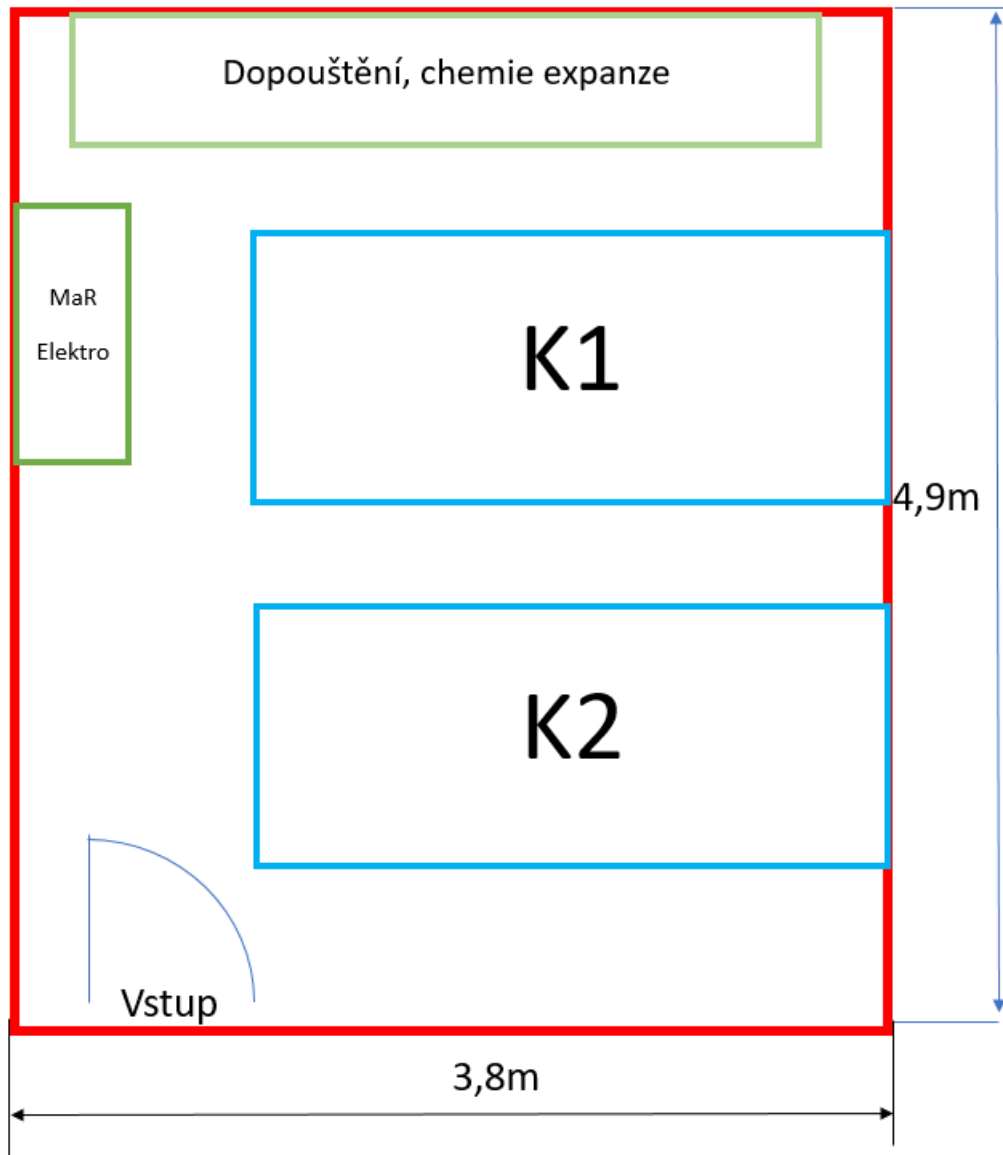 Dopouštění, chemie expanze
MaR
Elektro
K1
4,9m
K2
Vstup
3,8m